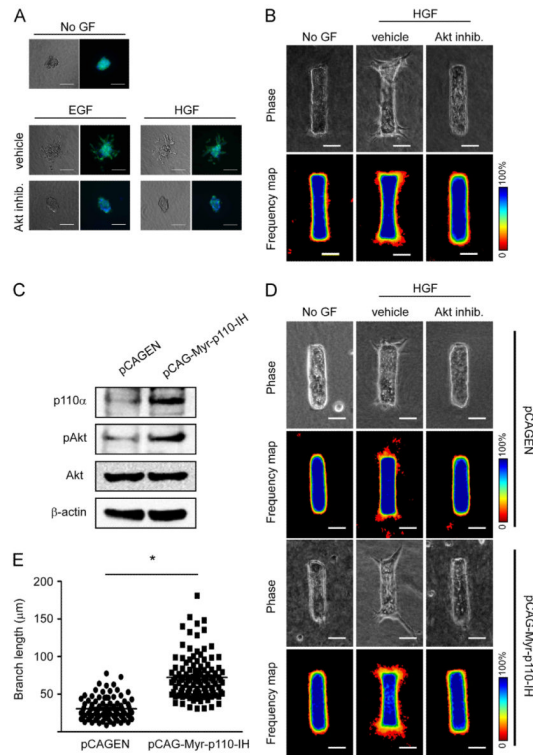 A
No GF
EGF
HGF
vehicle
Akt inhib.
B
HGF
No GF
vehicle
Akt inhib.
Phase
Frequency map
100%
0
C
pCAGEN
pCAG-Myr-p110-IH
p110α
pAkt
Akt
β-actin
D
HGF
No GF
vehicle
Akt inhib.
Phase
Frequency map
100%
0
pCAGEN
Phase
Frequency map
100%
0
pCAG-Myr-p110-IH
E
Branch length (μm)
200
150
100
50
*
pCAGEN
pCAG-Myr-p110-IH